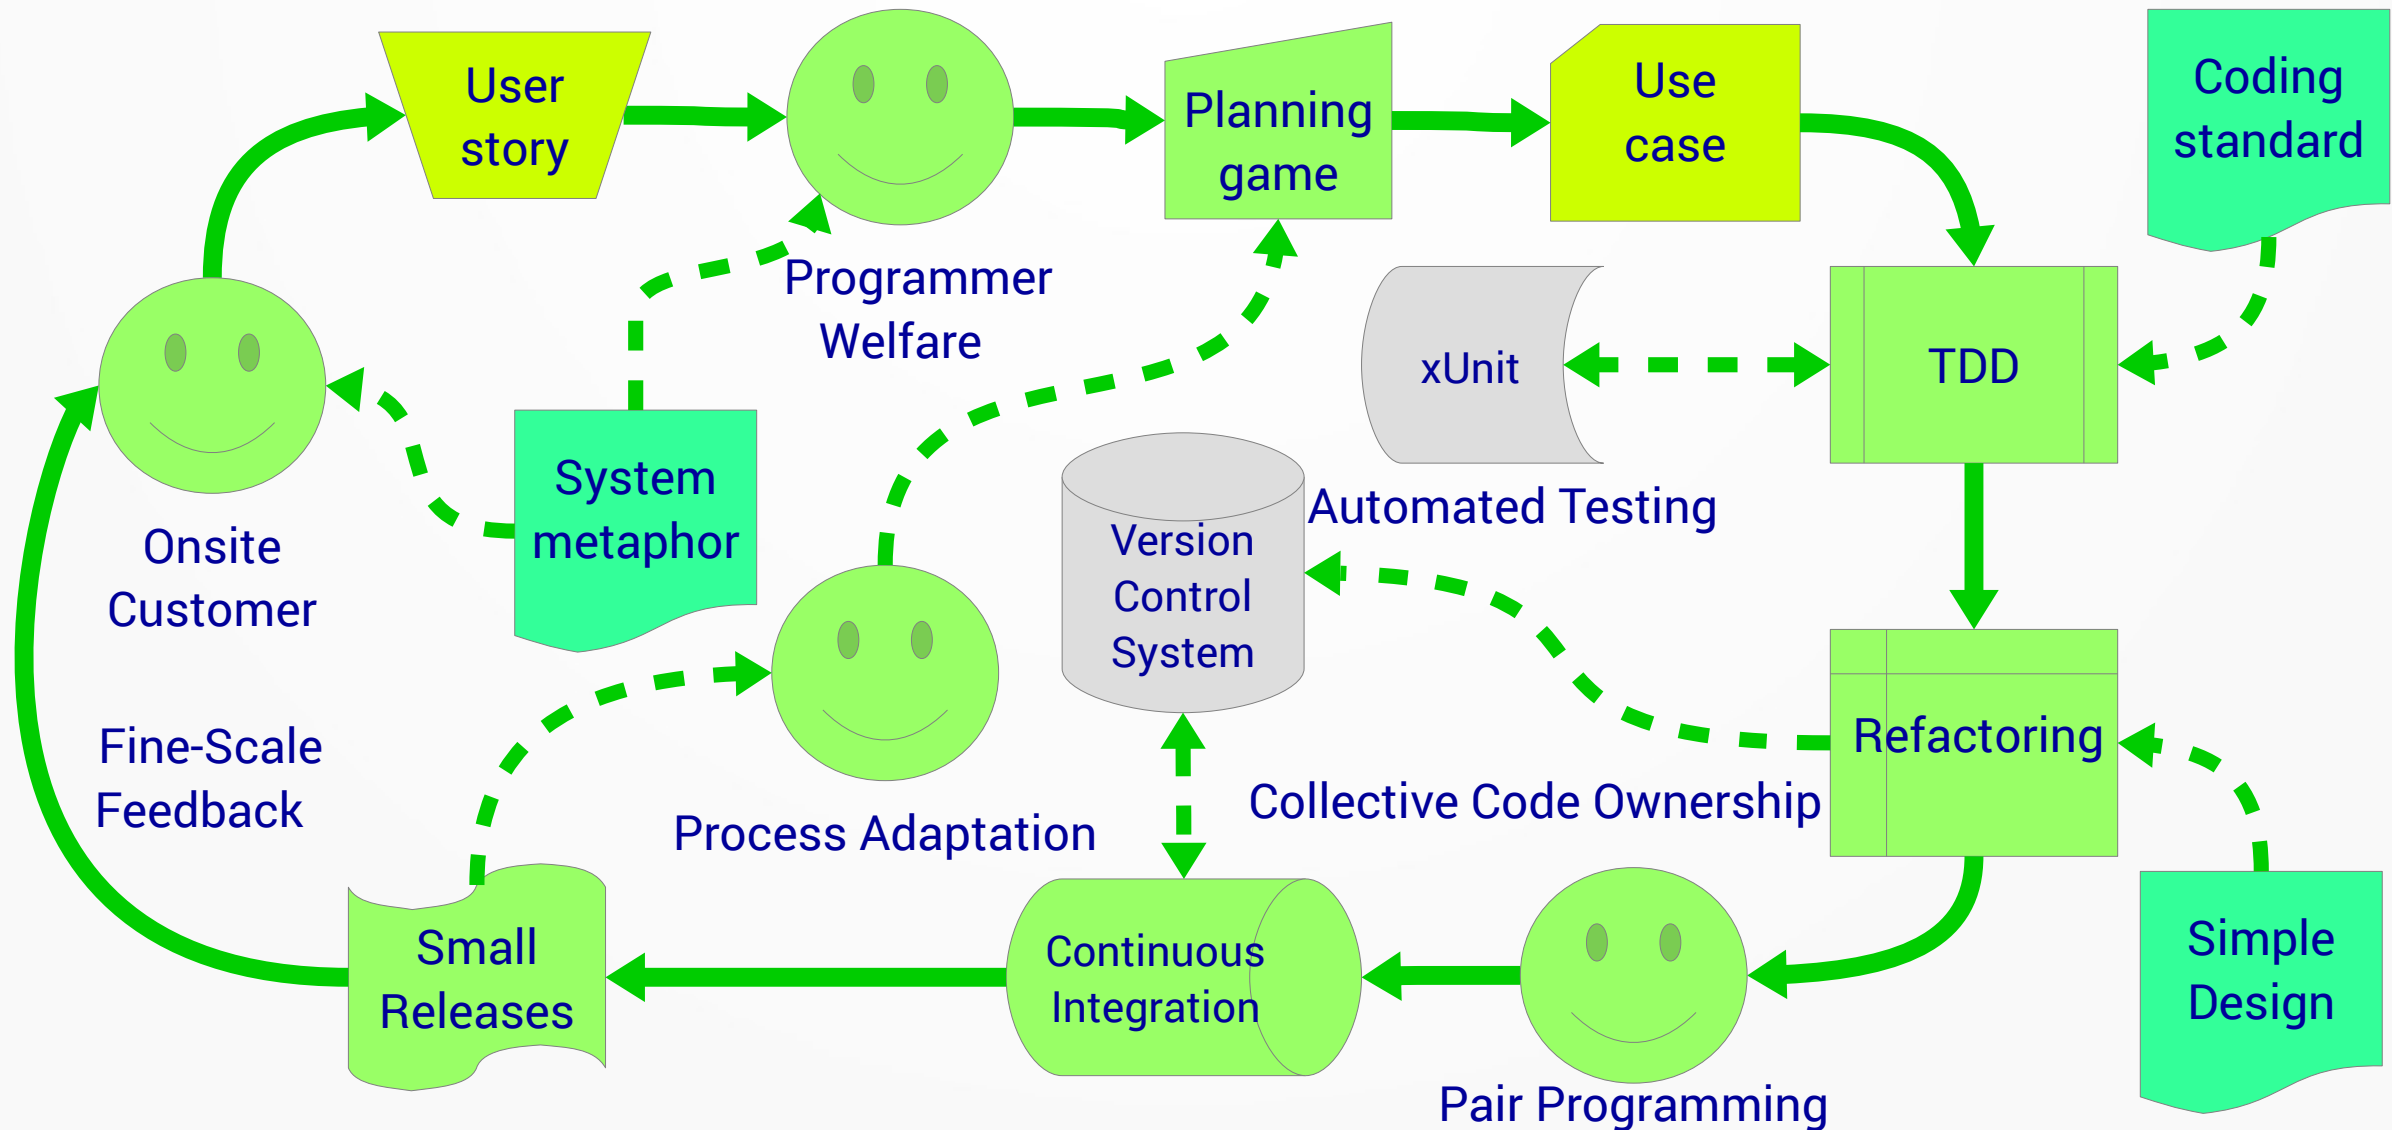 User
story
Planning
game
Use
case
Coding
standard
Programmer
Welfare
xUnit
TDD
System
metaphor
Automated Testing
Onsite
Customer
Version
Control
System
Fine-Scale
Feedback
Refactoring
Process Adaptation
Collective Code Ownership
Small
Releases
Continuous
Integration
Simple
Design
Pair Programming